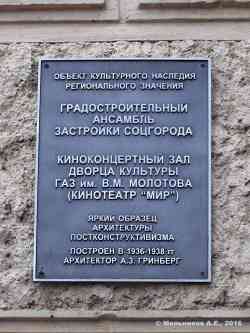 ОБЪЕКТ КУЛЬТУРНОГО НАСЛЕДИЯ
РЕГИОНАЛЬНОГО ЗНАЧЕНИЯ
ГРАДОСТРОИТЕЛЬНЫЙ
АНСАМБЛЬ
ЗАСТРОЙКИ СОЦГОРОДА
КИНОКОНЦЕРТНЫЙ ЗАЛ
ДВОРЦА КУЛЬТУРЫ
ГАЗ им. В.М. МОЛОТОВА
(КИНОТЕАТР "МИР")
ЯРКИЙ ОБРАЗЕЦ
АРХИТЕКТУРЫ
ПОСТКОНСТРУКТИВИЗМА
ПОСТРОЕН В 1936-1938 гг
АРХИТЕКТОР А.З. ГРИНБЕРГ
© Мельников А.Е., 2015